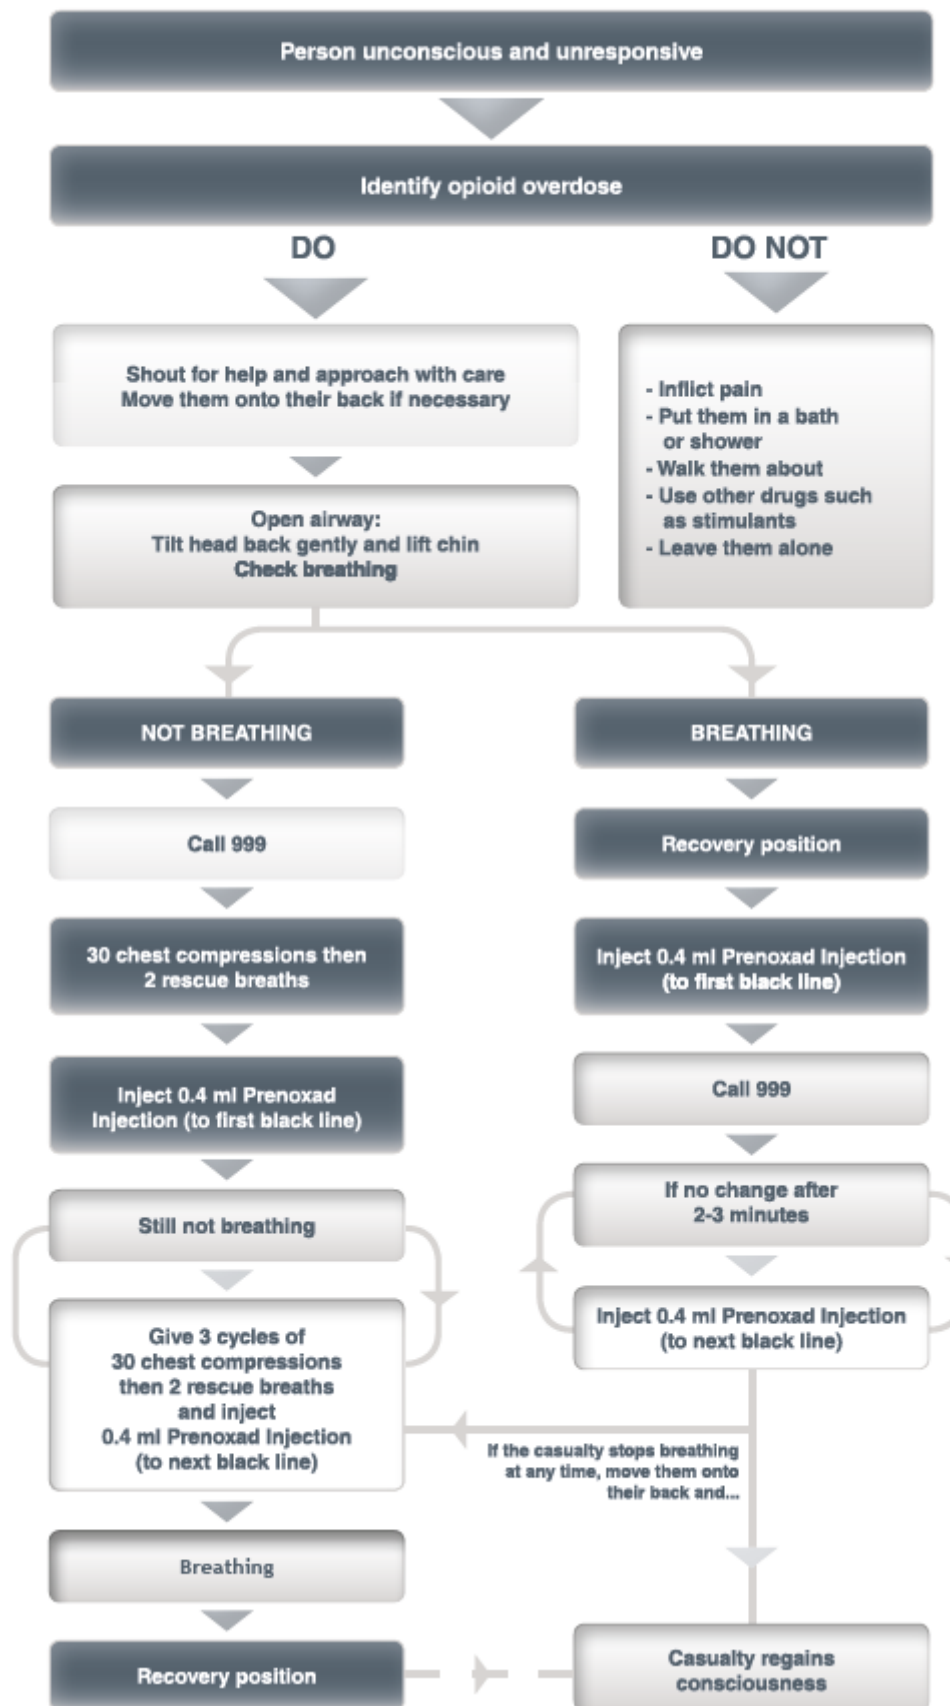 Person unconscious and unresponsive
Identify opioid overdose
DO
Shout for help and approach with care
Move them onto their back if necessary
Open airway:
Tilt head back gently and lift chin
Check breathing
DO NOT
- Inflict pain
- Put them in a bath
or shower
- Walk them about
- Use other drugs such
as stimulants
- Leave them alone
NOT BREATHING
Call 999
30 chest compressions then
2 rescue breaths
Inject 0.4 ml Prenoxad
Injection (to first black line)
Still not breathing
Give 3 cycles of
30 chest compressions
then 2 rescue breaths
and inject
0.4 ml Prenoxad Injection
(to next black line)
Breathing
Recovery position
BREATHING
Recovery position
Inject 0.4 ml Prenoxad Injection
(to first black line)
Call 999
If no change after
2-3 minutes
Inject 0.4 ml Prenoxad Injection
(to next black line)
If the casualty stops breathing
at any time, move them onto
their back and...
Casualty regains
consciousness